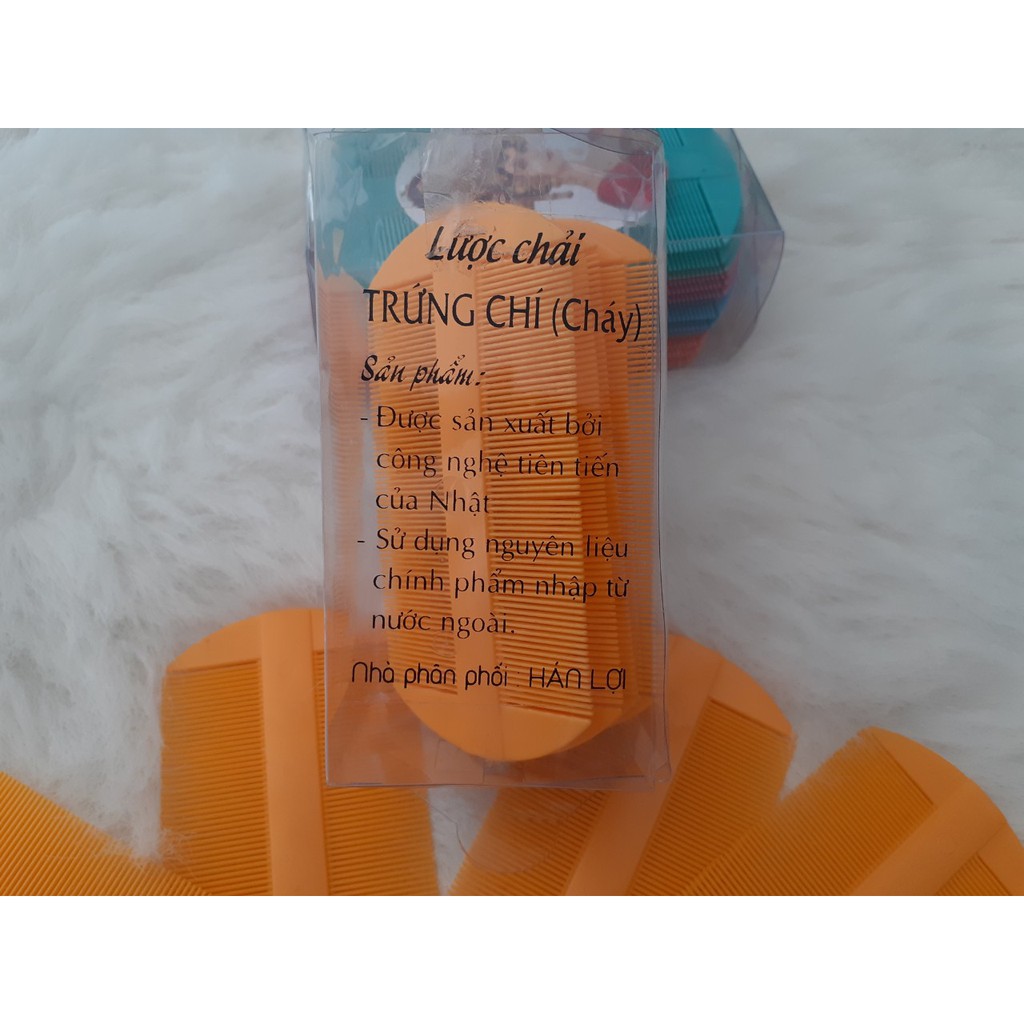 Lược chải
TRỨNG CHÍ (Cháy)
Sản phẩm:
- Được sản xuất bởi
công nghệ tiên tiến
của Nhật
- Sử dụng nguyên liệu
chính phẩm nhập từ
nước ngoài.
Nhà phân phối : HÁN LỢI